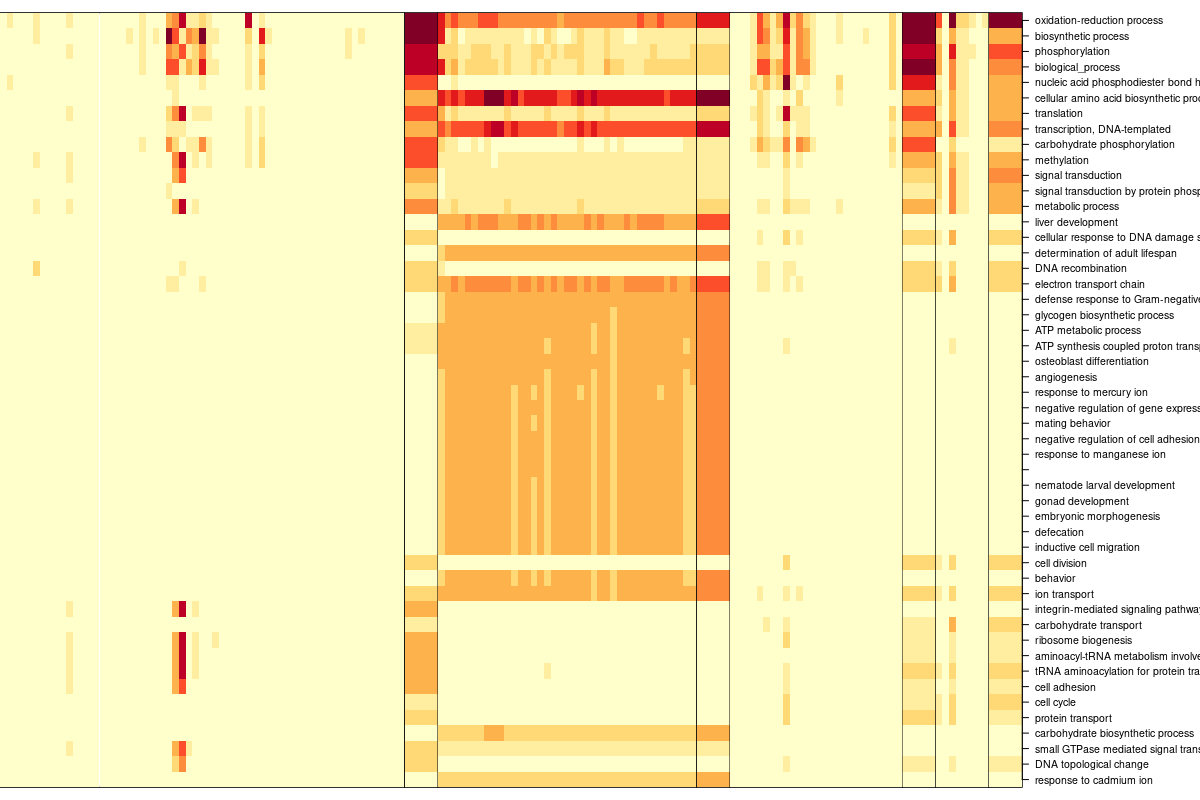 oxidation-reduction process
biosynthetic process
phosphorylation
biological_process
nucleic acid phosphodiester bond h
cellular amino acid biosynthetic proc
translation
transcription, DNA-templated
carbohydrate phosphorylation
methylation
signal transduction
signal transduction by protein phosp
metabolic process
liver development
cellular response to DNA damage s
determination of adult lifespan
DNA recombination
electron transport chain
defense response to Gram-negative
glycogen biosynthetic process
ATP metabolic process
ATP synthesis coupled proton transp
osteoblast differentiation
angiogenesis
response to mercury ion
negative regulation of gene express
mating behavior
negative regulation of cell adhesion
response to manganese ion
nematode larval development
gonad development
embryonic morphogenesis
defecation
inductive cell migration
cell division
behavior
ion transport
integrin-mediated signaling pathway
carbohydrate transport
ribosome biogenesis
aminoacyl-tRNA metabolism involve
tRNA aminoacylation for protein tra
cell adhesion
cell cycle
protein transport
carbohydrate biosynthetic process
small GTPase mediated signal trans
DNA topological change
response to cadmium ion